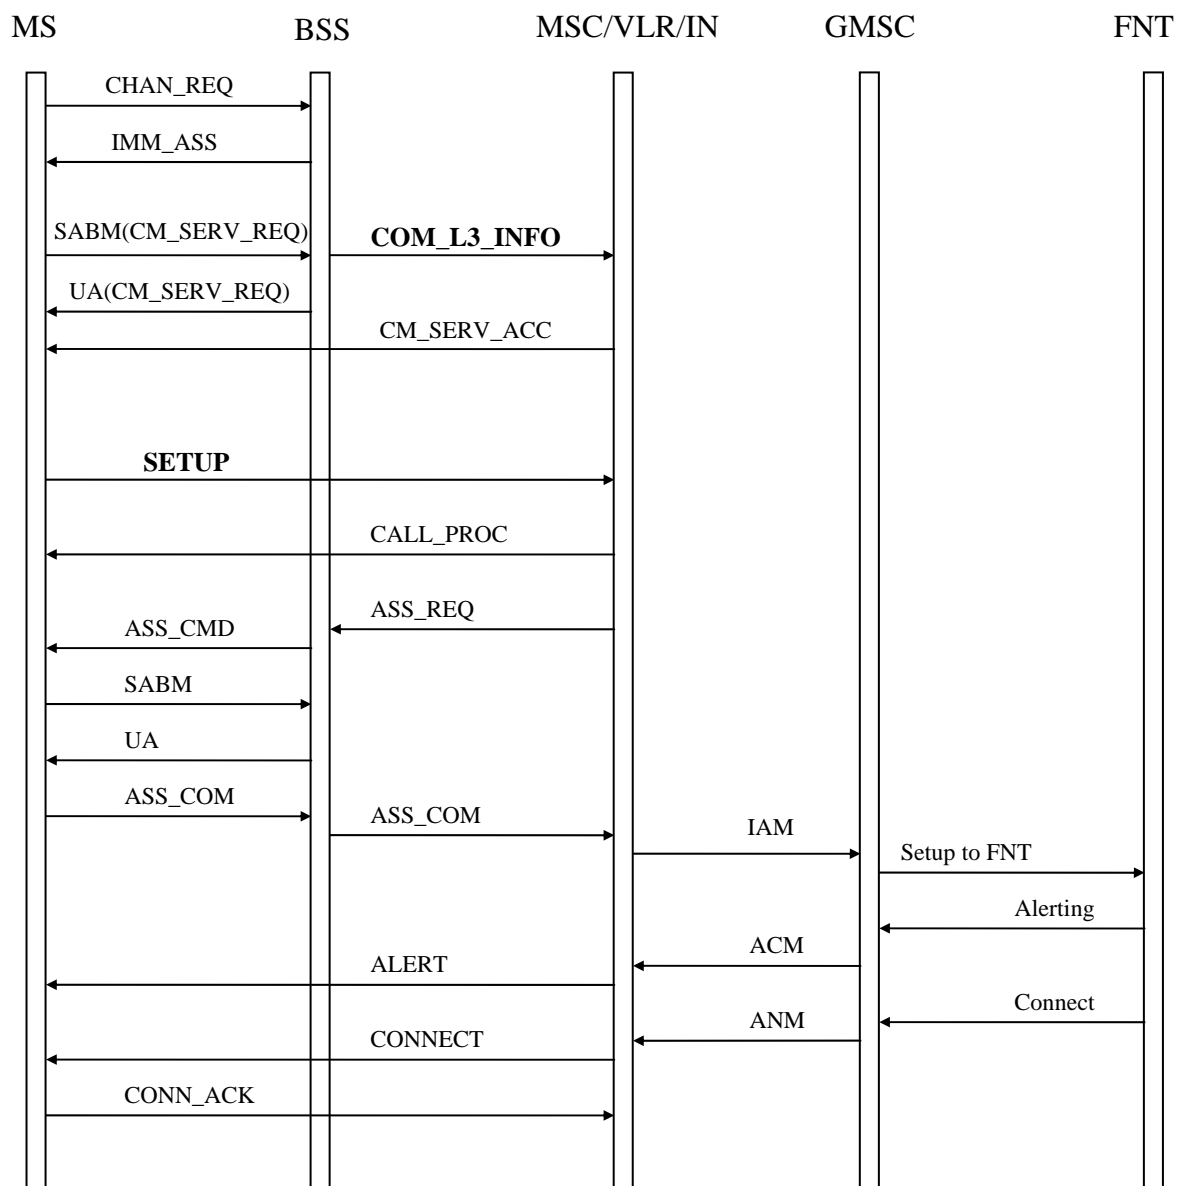 MS BSS MSC/VLR/IN GMSC FNT
CHAN_REQ
IMM_ASS
SABM(CM_SERV_REQ) COM_L3_INFO
UA(CM_SERV_REQ)
CM_SERV_ACC
SETUP
CALL_PROC
ASS_REQ
ASS_CMD
SABM
UA
ASS_COM
ASS_COM IAM
Setup to FNT
Alerting
ACM
ALERT
Connect
ANM
CONNECT
CONN_ACK